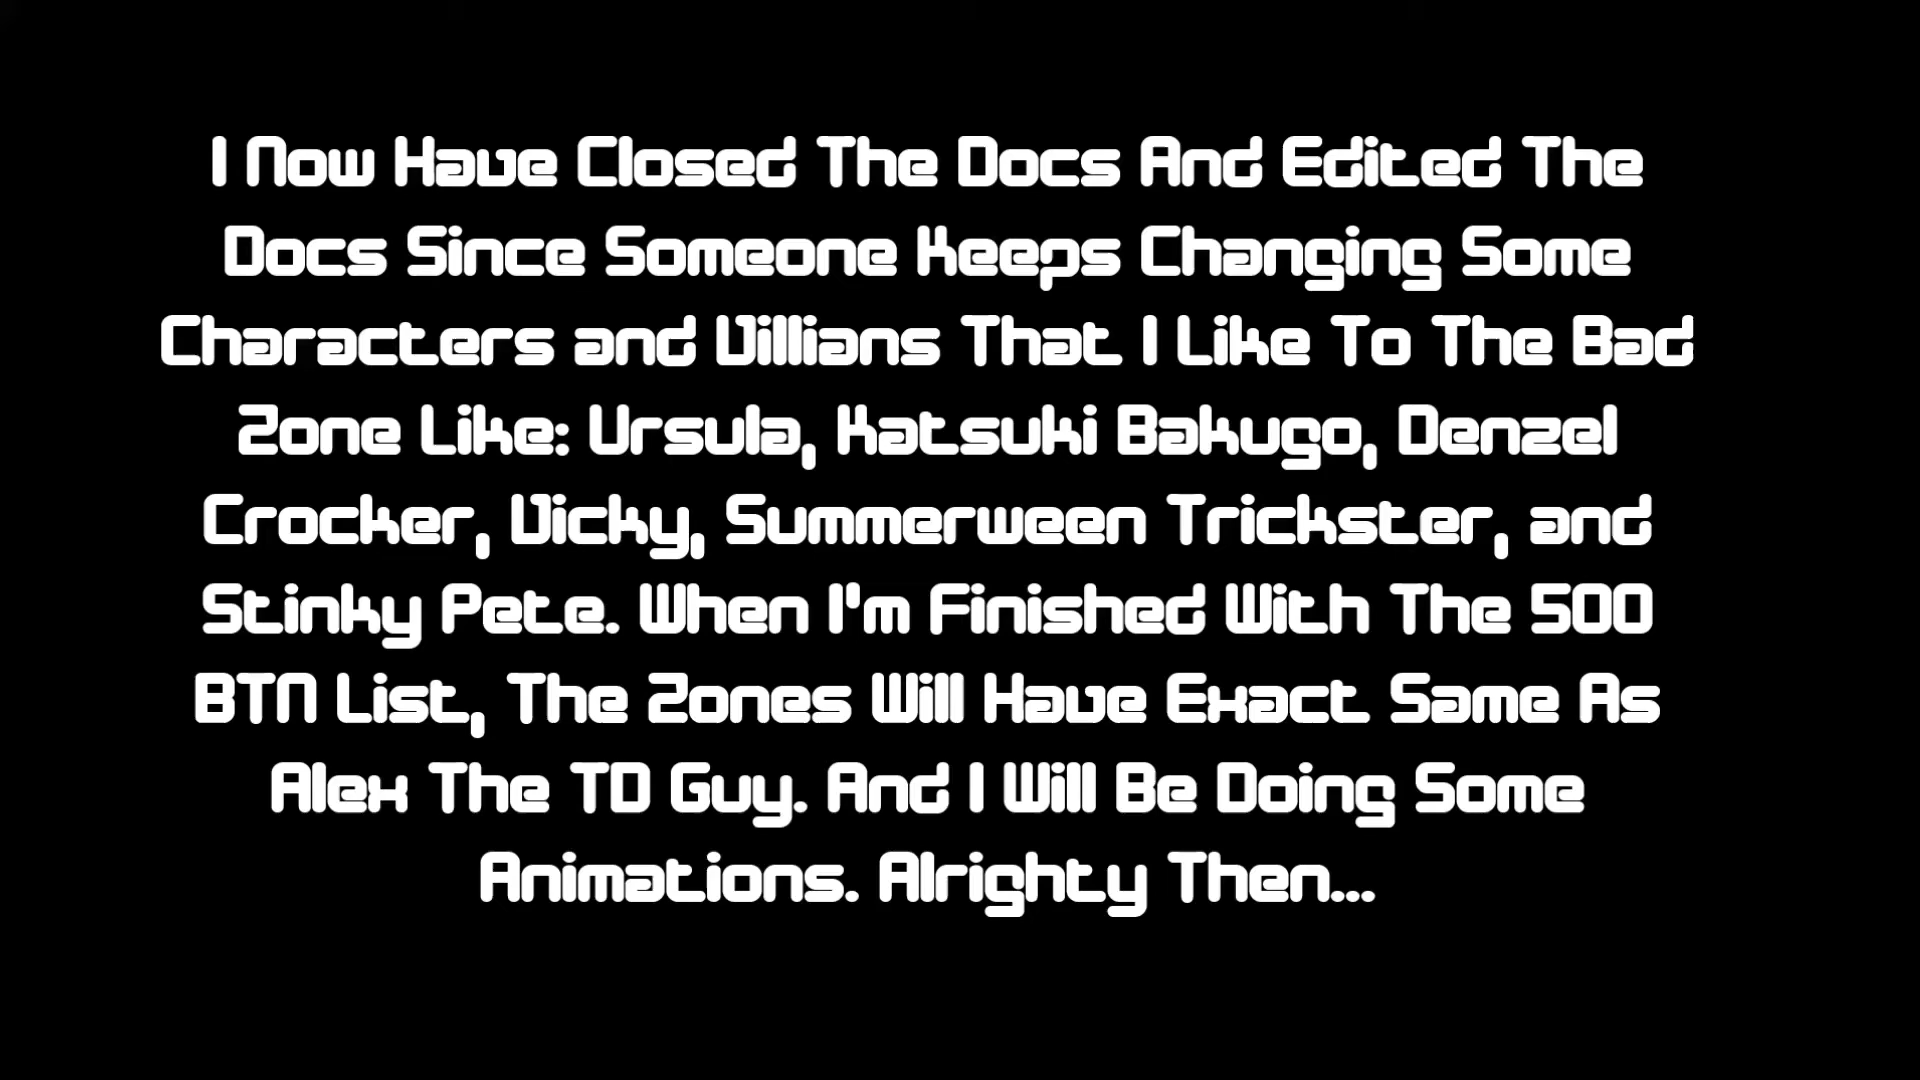 I Now Have Closed The Docs And Edited The
Docs Since Someone Keeps Changing Some
Characters and Villians That I Like To The Bad
Zone Like: Ursula, Katsuki Bakugo, Denzel
Crocker, Vicky, Summerween Trickster, and
Stinky Pete. When I'm Finished With The 500
BTN List, The Zones Will Have Exact Same As
Alex The TD Guy. And I Will Be Doing Some
Animations. Alrighty Then...